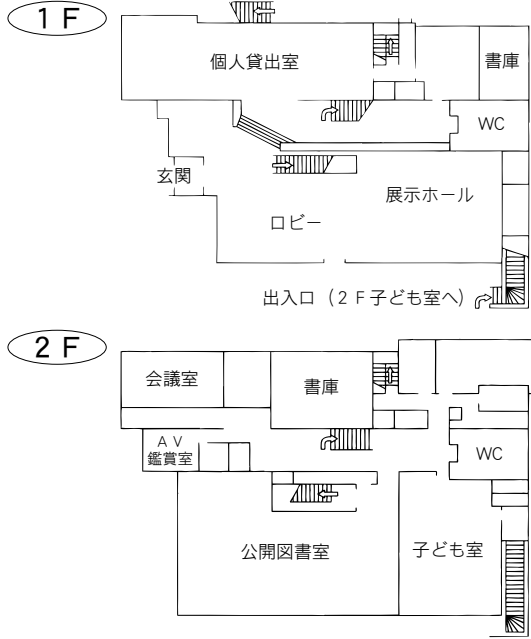 1F
個人貸出室
書庫
WC
玄関
展示ホール
ロビー
出入口（2F子ども室へ）
2F
会議室
書庫
AV
鑑賞室
WC
公開図書室
子ども室